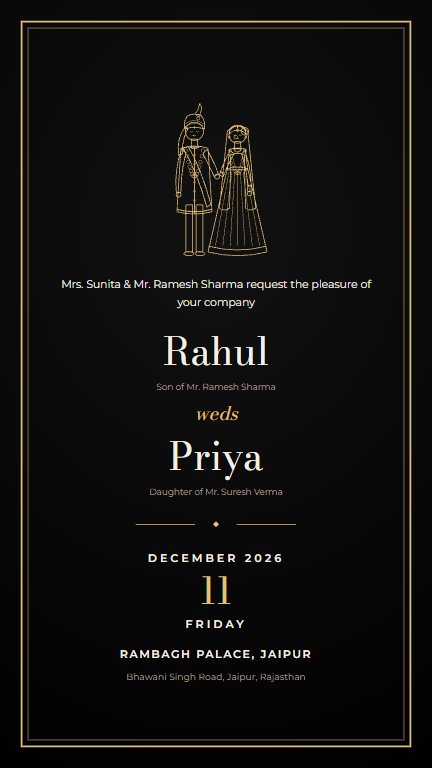 Mrs. Sunita & Mr. Ramesh Sharma request the pleasure of
your company
Rahul
Son of Mr. Ramesh Sharma
weds
Priya
Daughter of Mr. Suresh Verma
DECEMBER 2026
11
FRIDAY
RAMBAGH PALACE, JAIPUR
Bhawani Singh Road, Jaipur, Rajasthan